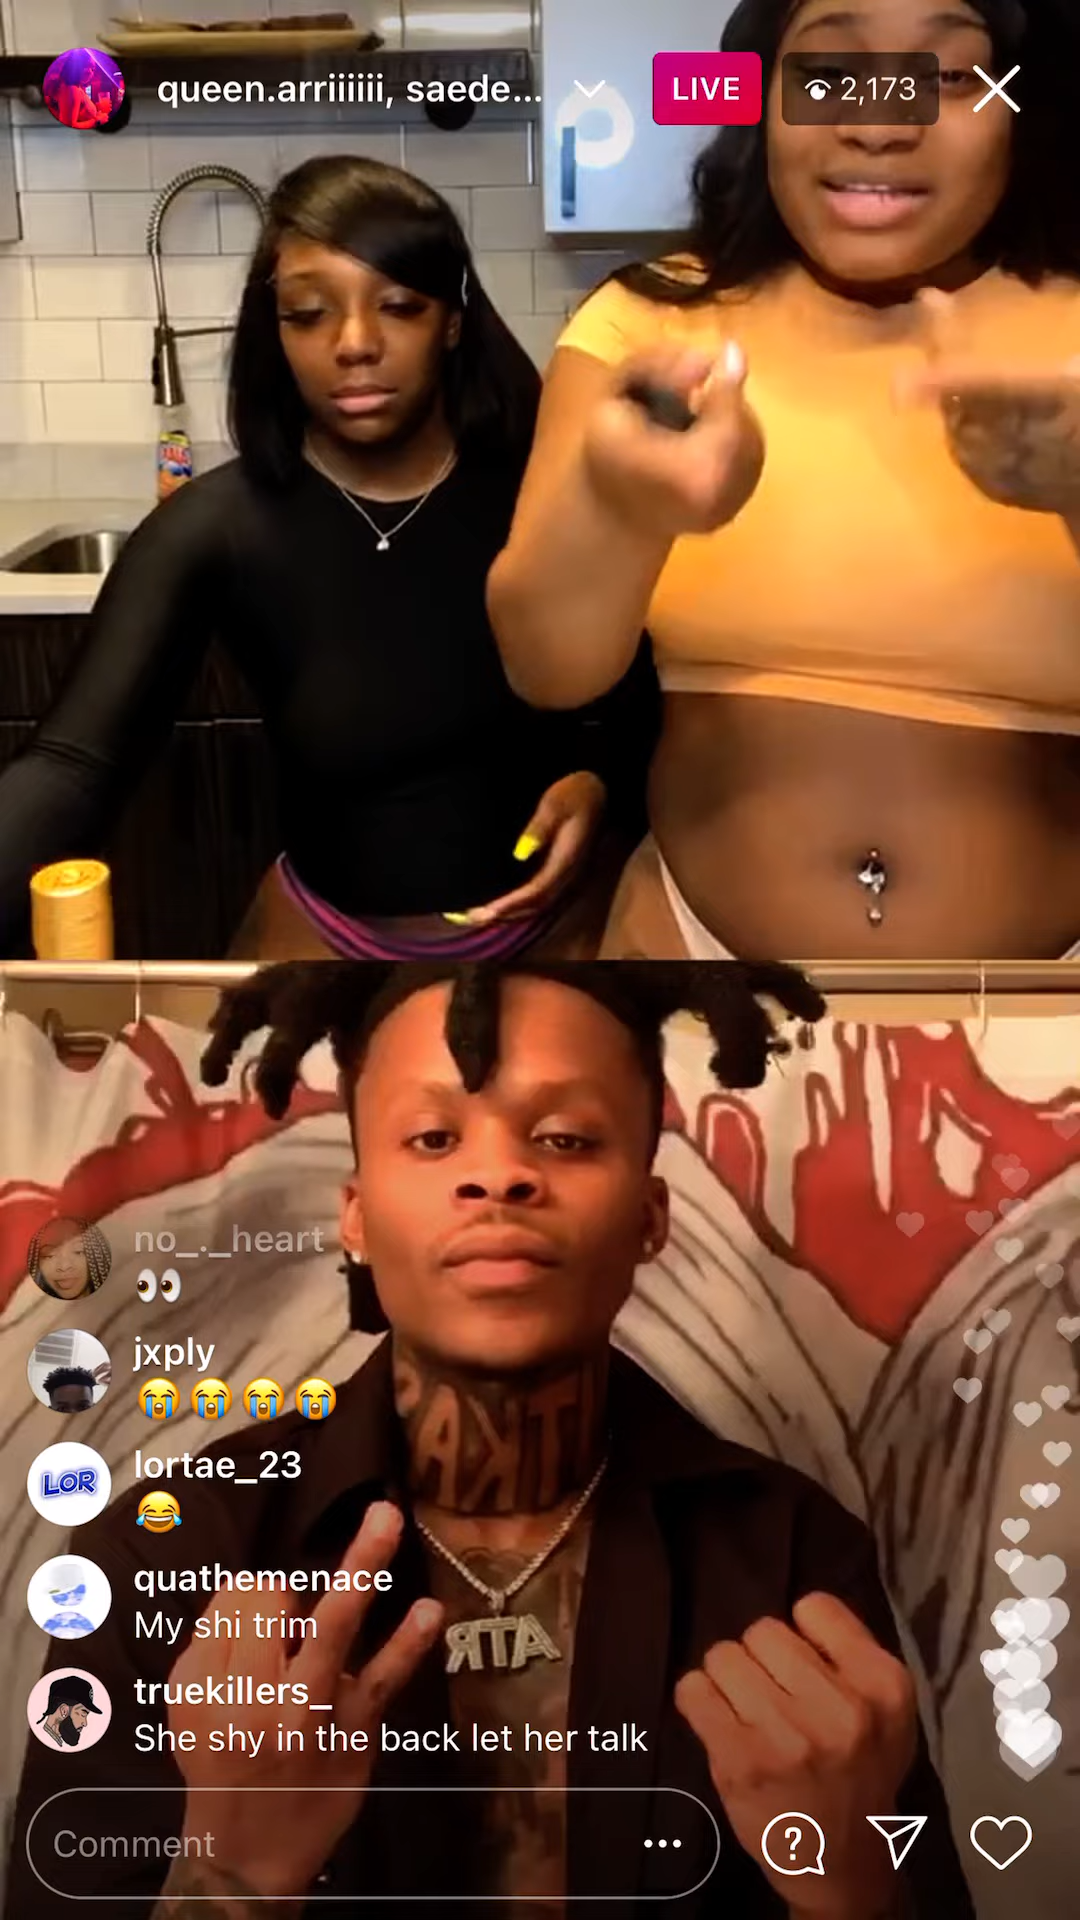 queen.arriiiiii, saede...
LIVE
2,173
no_._heart
👀
jxply
😭😭😭😭
LOR
lortae_23
😂
quathemenace
My shi trim
truekillers_
She shy in the back let her talk
Comment